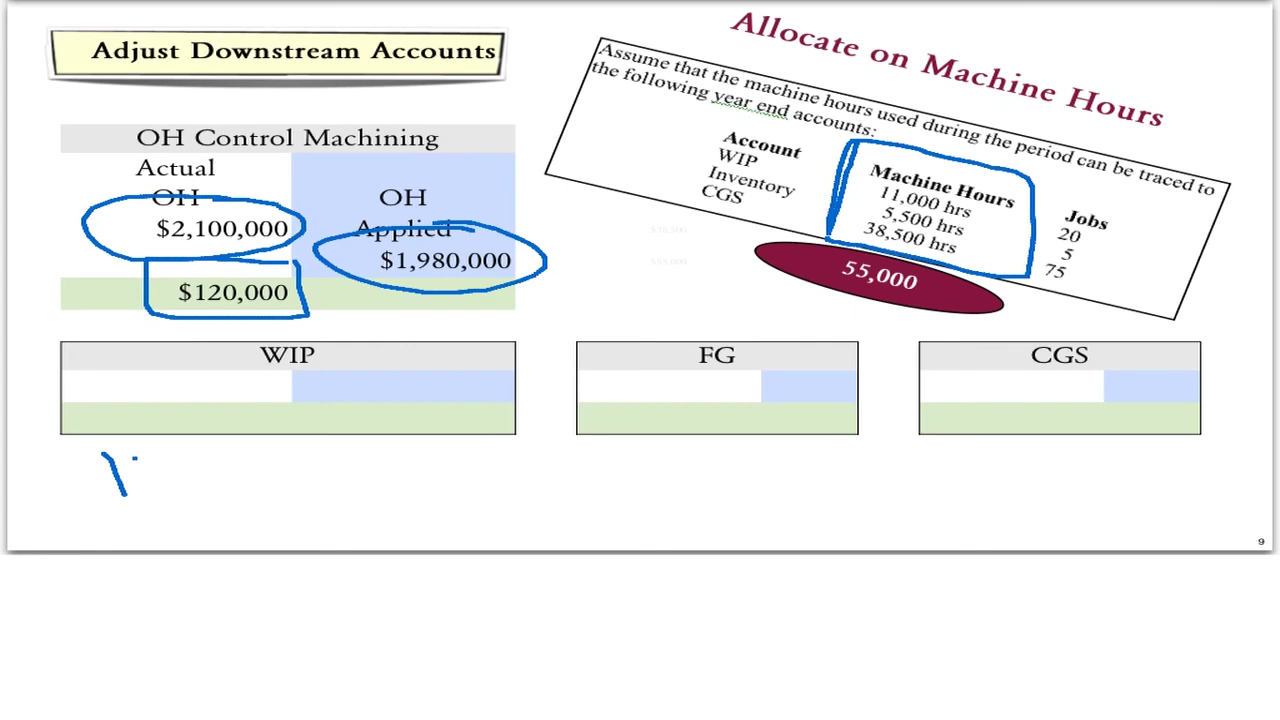 Adjust Downstream Accounts
Allocate on Machine Hours
Assume that the machine hours used during the period can be traced to
the following year end accounts:
Account Machine Hours Jobs
WIP 11,000 hrs 20
Inventory 5,500 hrs 5
CGS 38,500 hrs 75
55,000
OH Control Machining
Actual
OH OH
$2,100,000 Applied
$1,980,000
$120,000
WIP FG CGS
9